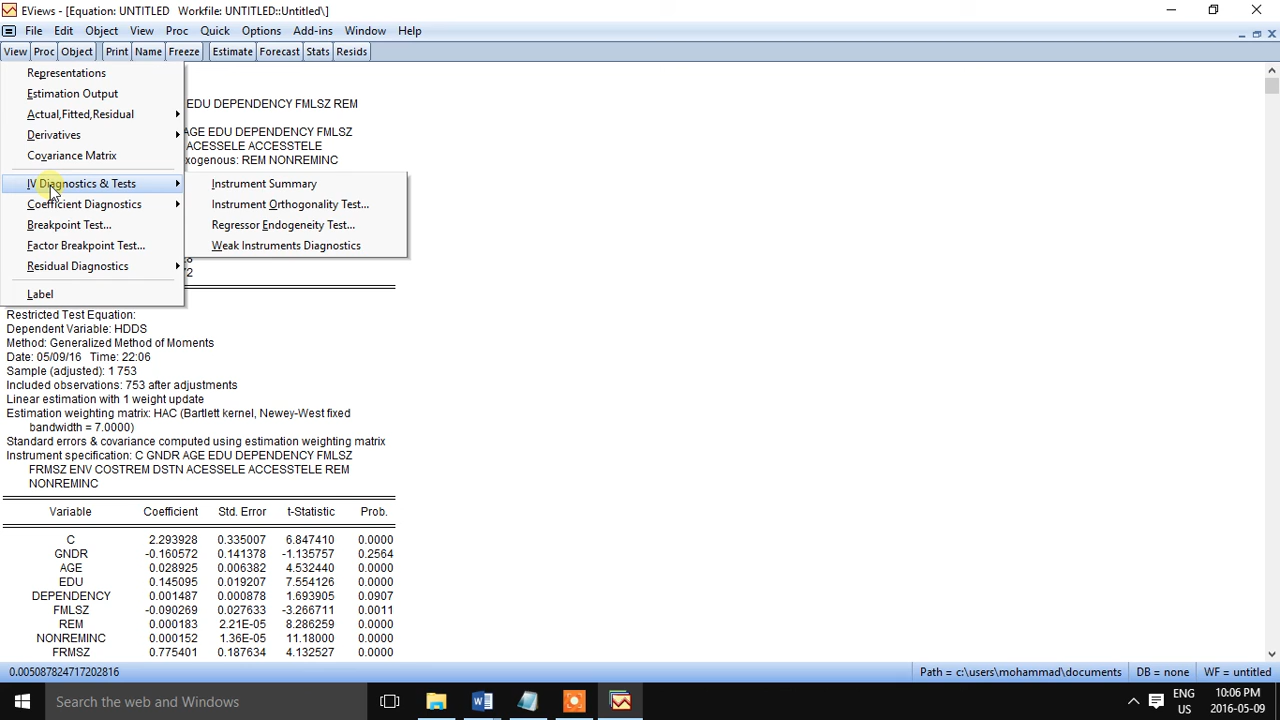 EViews - [Equation: UNTITLED   Workfile: UNTITLED::Untitled\]
File Edit Object View Proc Quick Options Add-ins Window Help
View Proc Object Print Name Freeze Estimate Forecast Stats Resids
Representations
Estimation Output
Actual,Fitted,Residual
Derivatives
Covariance Matrix
IV Diagnostics & Tests
Coefficient Diagnostics
Breakpoint Test...
Factor Breakpoint Test...
Residual Diagnostics
Label
Instrument Summary
Instrument Orthogonality Test...
Regressor Endogeneity Test...
Weak Instruments Diagnostics
EDU DEPENDENCY FMLSZ REM
AGE EDU DEPENDENCY FMLSZ
ACESSELE ACCESSTELE
xogenous: REM NONREMINC
Restricted Test Equation:
Dependent Variable: HDDS
Method: Generalized Method of Moments
Date: 05/09/16 Time: 22:06
Sample (adjusted): 1 753
Included observations: 753 after adjustments
Linear estimation with 1 weight update
Estimation weighting matrix: HAC (Bartlett kernel, Newey-West fixed
bandwidth = 7.0000)
Standard errors & covariance computed using estimation weighting matrix
Instrument specification: C GNDR AGE EDU DEPENDENCY FMLSZ
FRMSZ ENV COSTREM DSTN ACESSELE ACCESSTELE REM
NONREMINC
Variable Coefficient Std. Error t-Statistic Prob.
C 2.293928 0.335007 6.847410 0.0000
GNDR -0.160572 0.141378 -1.135757 0.2564
AGE 0.028925 0.006382 4.532440 0.0000
EDU 0.145095 0.019207 7.554126 0.0000
DEPENDENCY 0.001487 0.000878 1.693905 0.0907
FMLSZ -0.090269 0.027633 -3.266711 0.0011
REM 0.000183 2.21E-05 8.286259 0.0000
NONREMINC 0.000152 1.36E-05 11.18000 0.0000
FRMSZ 0.775401 0.187634 4.132527 0.0000
0.005087824717202816 Path = c:\users\mohammad\documents DB = none WF = untitled
Search the web and Windows
ENG 10:06 PM
US 2016-05-09